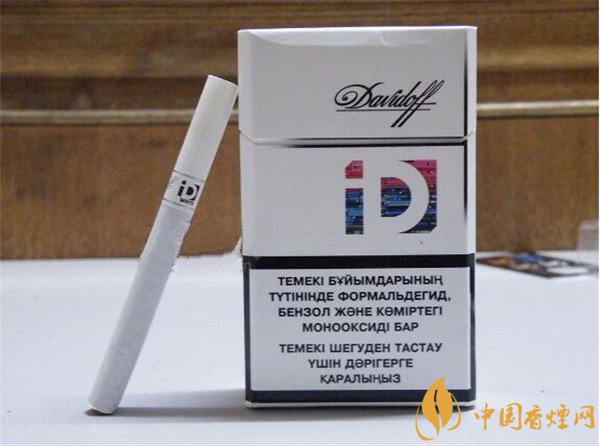 Davidoff
iD
iD
ТЕМЕКІ БҰЙЫМДАРЫНЫҢ
ТҮТІНІНДЕ ФОРМАЛЬДЕГИД,
БЕНЗОЛ ЖӘНЕ КӨМІРТЕГІ
МОНООКСИДІ БАР
ТЕМЕКІ ШЕГУДЕН ТАСТАУ
ҮШІН ДӘРІГЕРГЕ
ҚАРАЛЫҢЫЗ
中国香烟网